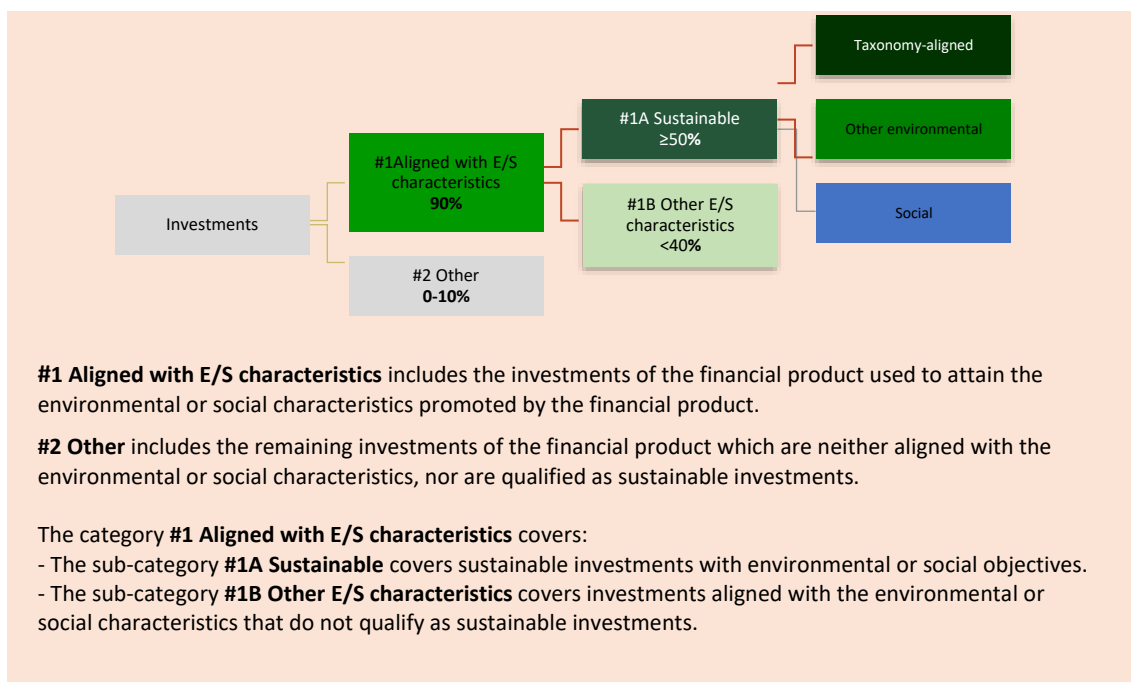 Taxonomy-aligned
#1A Sustainable
≥50%
Other environmental
#1Aligned with E/S
characteristics
90%
#1B Other E/S
characteristics
<40%
Social
Investments
#2 Other
0-10%
#1 Aligned with E/S characteristics includes the investments of the financial product used to attain the
environmental or social characteristics promoted by the financial product.
#2 Other includes the remaining investments of the financial product which are neither aligned with the
environmental or social characteristics, nor are qualified as sustainable investments.
The category #1 Aligned with E/S characteristics covers:
- The sub-category #1A Sustainable covers sustainable investments with environmental or social objectives.
- The sub-category #1B Other E/S characteristics covers investments aligned with the environmental or
social characteristics that do not qualify as sustainable investments.